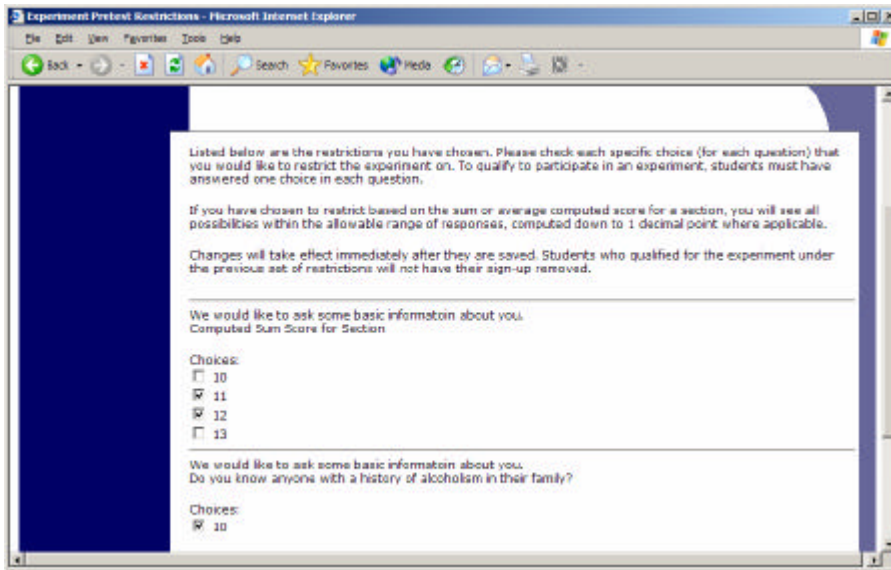 Experiment Pretest Restrictions - Microsoft Internet Explorer
File Edit View Favorites Tools Help
Back Search Favorites Media
Listed below are the restrictions you have chosen. Please check each specific choice (for each question) that
you would like to restrict the experiment on. To qualify to participate in an experiment, students must have
answered one choice in each question.
If you have chosen to restrict based on the sum or average computed score for a section, you will see all
possibilities within the allowable range of responses, computed down to 1 decimal point where applicable.
Changes will take effect immediately after they are saved. Students who qualified for the experiment under
the previous set of restrictions will not have their sign-up removed.
We would like to ask some basic informatoin about you.
Computed Sum Score for Section
Choices:
10
11
12
13
We would like to ask some basic informatoin about you.
Do you know anyone with a history of alcoholism in their family?
Choices:
10